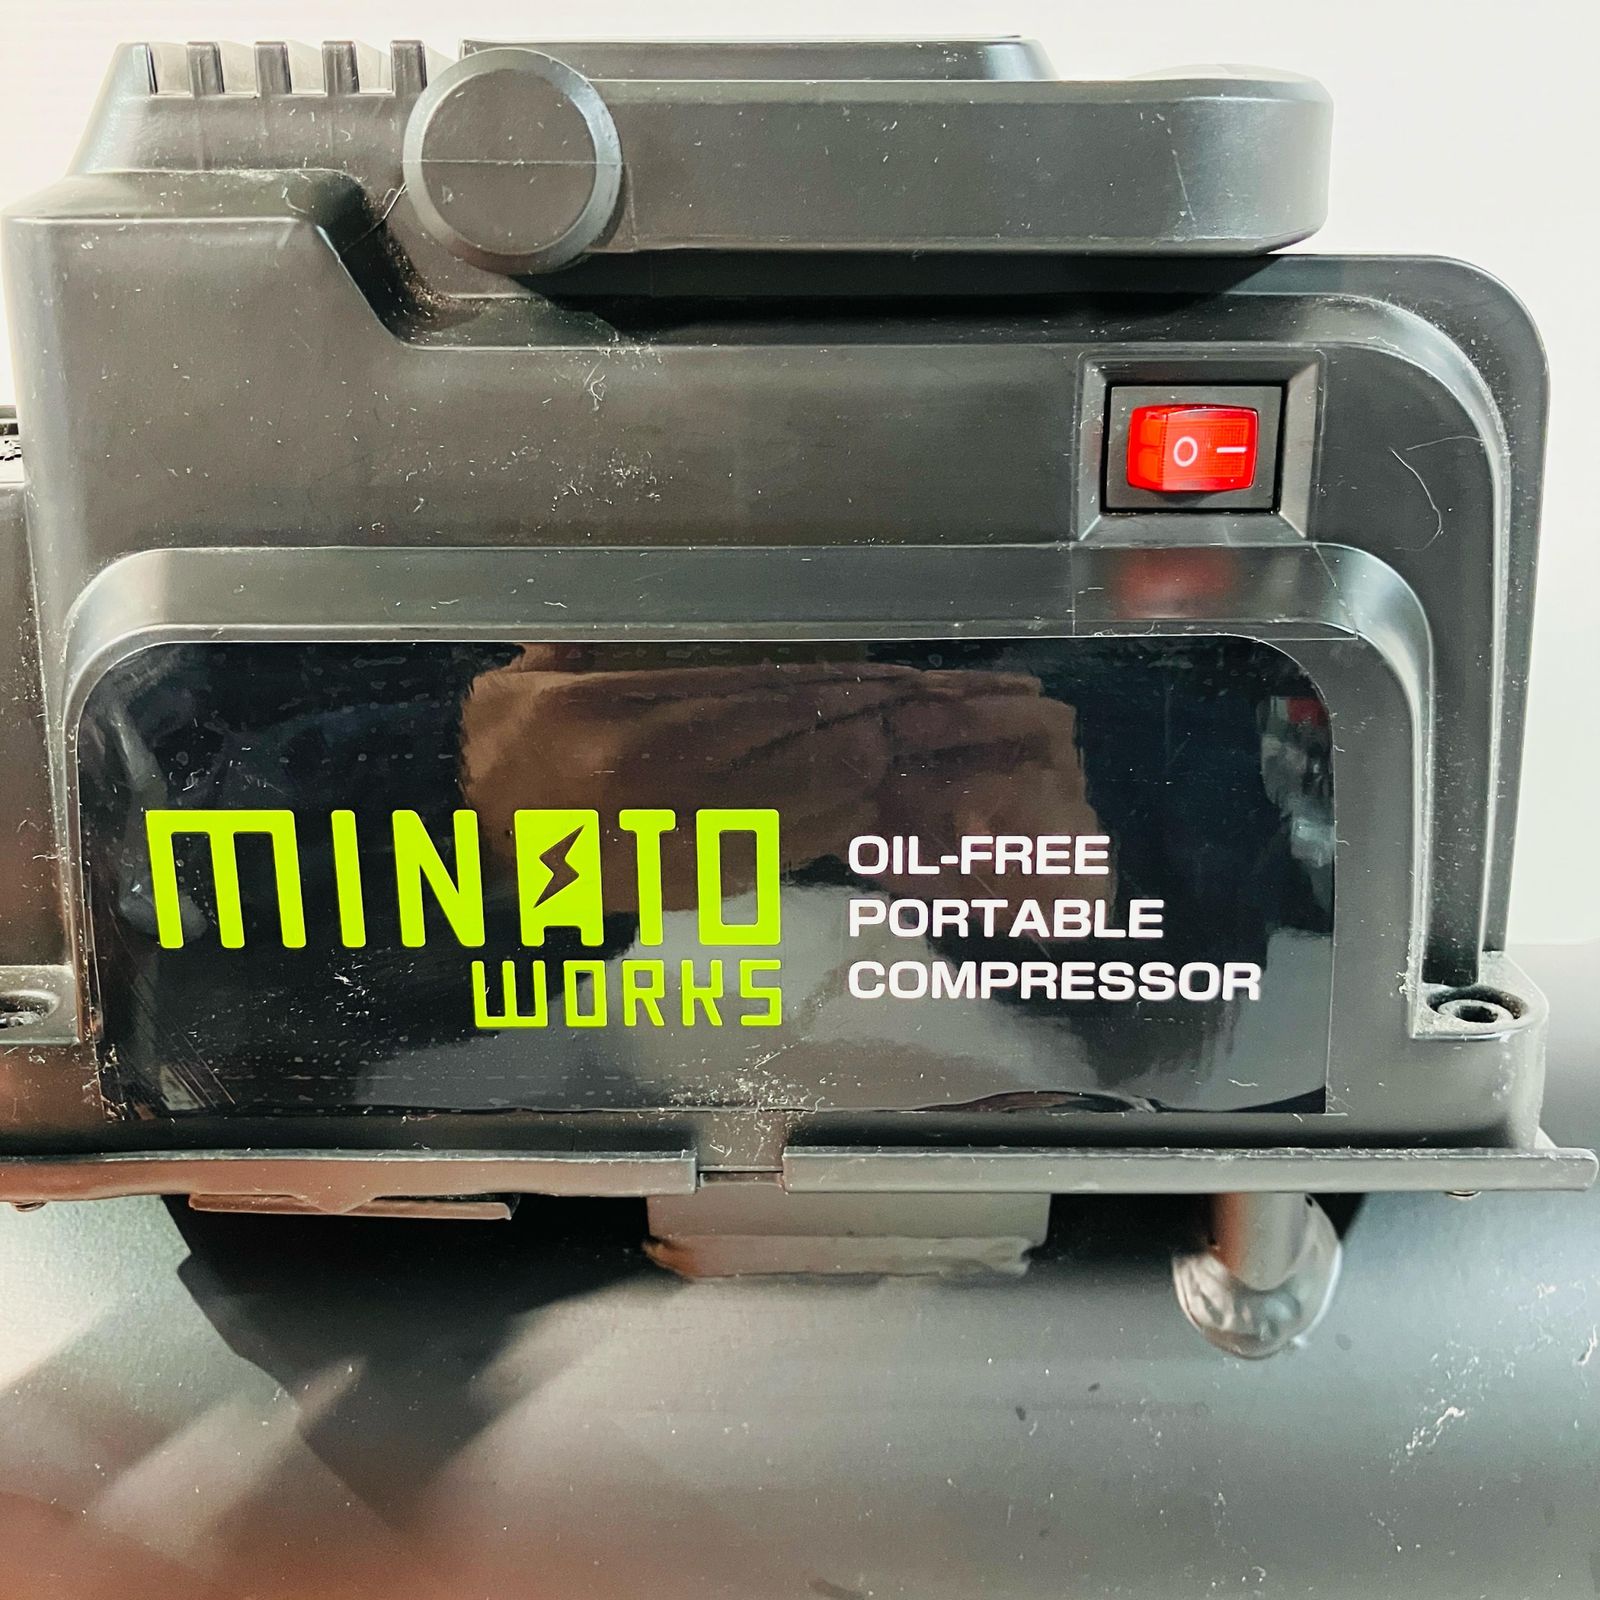 MINATO
WORKS
OIL-FREE
PORTABLE
COMPRESSOR